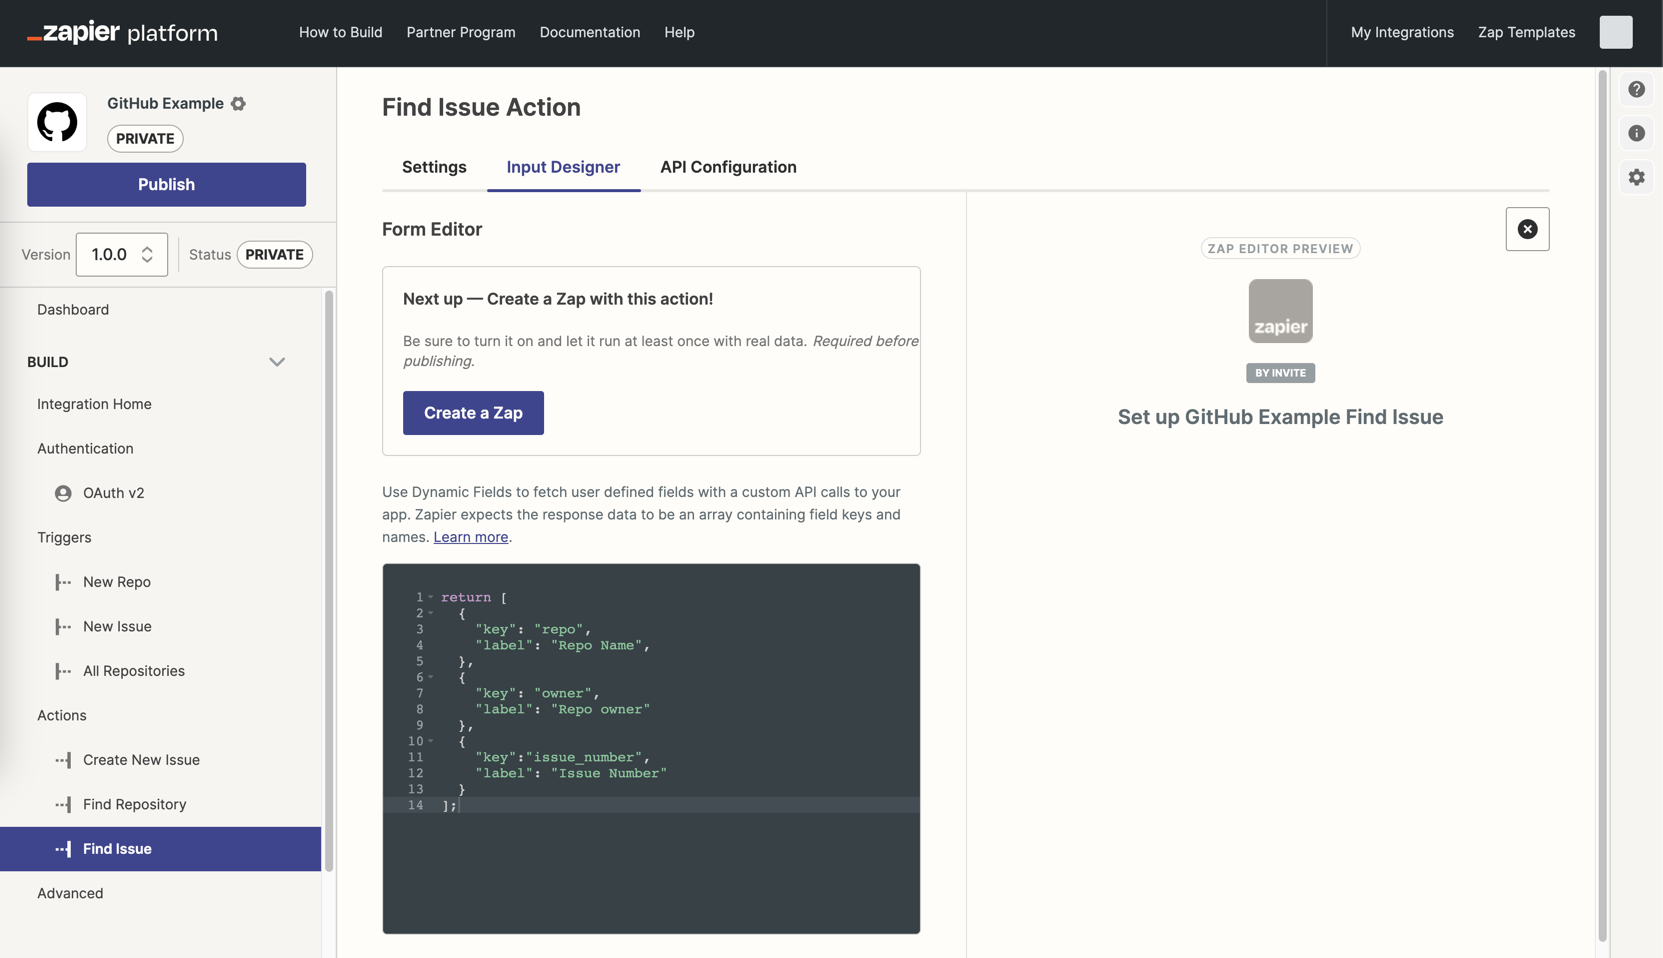 zapier platform
How to Build
Partner Program
Documentation
Help
My Integrations
Zap Templates
GitHub Example
PRIVATE
Publish
Version
1.0.0
Status
PRIVATE
Dashboard
BUILD
Integration Home
Authentication
OAuth v2
Triggers
New Repo
New Issue
All Repositories
Actions
Create New Issue
Find Repository
Find Issue
Advanced
Find Issue Action
Settings
Input Designer
API Configuration
Form Editor
Next up — Create a Zap with this action!
Be sure to turn it on and let it run at least once with real data. Required before
publishing.
Create a Zap
Use Dynamic Fields to fetch user defined fields with a custom API calls to your
app. Zapier expects the response data to be an array containing field keys and
names. Learn more.
1 return [
2 {
3 "key": "repo",
4 "label": "Repo Name",
5 },
6 {
7 "key": "owner",
8 "label": "Repo owner"
9 },
10 {
11 "key":"issue_number",
12 "label": "Issue Number"
13 }
14 ];
ZAP EDITOR PREVIEW
zapier
BY INVITE
Set up GitHub Example Find Issue